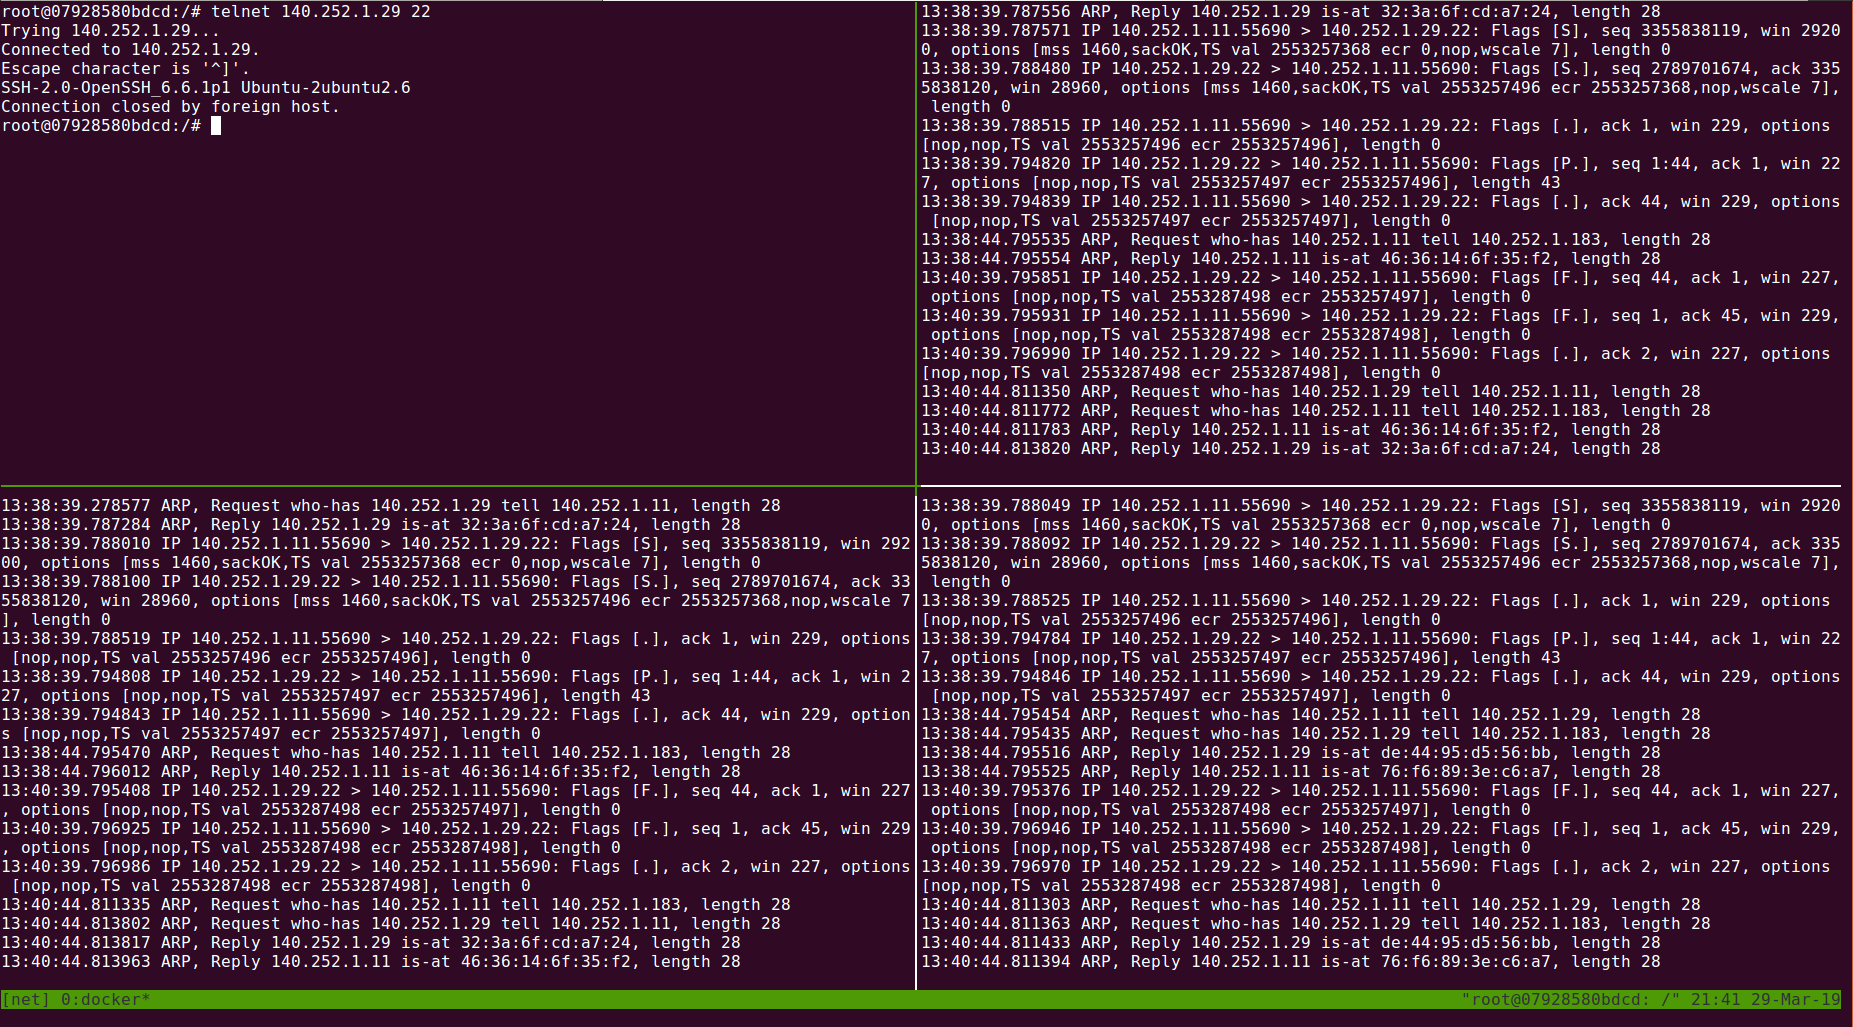 root@07928580bdcd:/# telnet 140.252.1.29 22
Trying 140.252.1.29...
Connected to 140.252.1.29.
Escape character is '^]'.
SSH-2.0-OpenSSH_6.6.1p1 Ubuntu-2ubuntu2.6
Connection closed by foreign host.
root@07928580bdcd:/#
13:38:39.787556 ARP, Reply 140.252.1.29 is-at 32:3a:6f:cd:a7:24, length 28
13:38:39.787571 IP 140.252.1.11.55690 > 140.252.1.29.22: Flags [S], seq 3355838119, win 2920
0, options [mss 1460,sackOK,TS val 2553257368 ecr 0,nop,wscale 7], length 0
13:38:39.788480 IP 140.252.1.29.22 > 140.252.1.11.55690: Flags [S.], seq 2789701674, ack 335
5838120, win 28960, options [mss 1460,sackOK,TS val 2553257496 ecr 2553257368,nop,wscale 7],
length 0
13:38:39.788515 IP 140.252.1.11.55690 > 140.252.1.29.22: Flags [.], ack 1, win 229, options
[nop,nop,TS val 2553257496 ecr 2553257496], length 0
13:38:39.794820 IP 140.252.1.29.22 > 140.252.1.11.55690: Flags [P.], seq 1:44, ack 1, win 22
7, options [nop,nop,TS val 2553257497 ecr 2553257496], length 43
13:38:39.794839 IP 140.252.1.11.55690 > 140.252.1.29.22: Flags [.], ack 44, win 229, options
[nop,nop,TS val 2553257497 ecr 2553257497], length 0
13:38:44.795535 ARP, Request who-has 140.252.1.11 tell 140.252.1.183, length 28
13:38:44.795554 ARP, Reply 140.252.1.11 is-at 46:36:14:6f:35:f2, length 28
13:40:39.795851 IP 140.252.1.29.22 > 140.252.1.11.55690: Flags [F.], seq 44, ack 1, win 227,
options [nop,nop,TS val 2553287498 ecr 2553257497], length 0
13:40:39.795931 IP 140.252.1.11.55690 > 140.252.1.29.22: Flags [F.], seq 1, ack 45, win 229,
options [nop,nop,TS val 2553287498 ecr 2553287498], length 0
13:40:39.796990 IP 140.252.1.29.22 > 140.252.1.11.55690: Flags [.], ack 2, win 227, options
[nop,nop,TS val 2553287498 ecr 2553287498], length 0
13:40:44.811350 ARP, Request who-has 140.252.1.29 tell 140.252.1.11, length 28
13:40:44.811772 ARP, Request who-has 140.252.1.11 tell 140.252.1.183, length 28
13:40:44.811783 ARP, Reply 140.252.1.11 is-at 46:36:14:6f:35:f2, length 28
13:40:44.813820 ARP, Reply 140.252.1.29 is-at 32:3a:6f:cd:a7:24, length 28
13:38:39.278577 ARP, Request who-has 140.252.1.29 tell 140.252.1.11, length 28
13:38:39.787284 ARP, Reply 140.252.1.29 is-at 32:3a:6f:cd:a7:24, length 28
13:38:39.788010 IP 140.252.1.11.55690 > 140.252.1.29.22: Flags [S], seq 3355838119, win 292
00, options [mss 1460,sackOK,TS val 2553257368 ecr 0,nop,wscale 7], length 0
13:38:39.788100 IP 140.252.1.29.22 > 140.252.1.11.55690: Flags [S.], seq 2789701674, ack 33
55838120, win 28960, options [mss 1460,sackOK,TS val 2553257496 ecr 2553257368,nop,wscale 7
], length 0
13:38:39.788519 IP 140.252.1.11.55690 > 140.252.1.29.22: Flags [.], ack 1, win 229, options
[nop,nop,TS val 2553257496 ecr 2553257496], length 0
13:38:39.794808 IP 140.252.1.29.22 > 140.252.1.11.55690: Flags [P.], seq 1:44, ack 1, win 2
27, options [nop,nop,TS val 2553257497 ecr 2553257496], length 43
13:38:39.794843 IP 140.252.1.11.55690 > 140.252.1.29.22: Flags [.], ack 44, win 229, option
s [nop,nop,TS val 2553257497 ecr 2553257497], length 0
13:38:44.795470 ARP, Request who-has 140.252.1.11 tell 140.252.1.183, length 28
13:38:44.796012 ARP, Reply 140.252.1.11 is-at 46:36:14:6f:35:f2, length 28
13:40:39.795408 IP 140.252.1.29.22 > 140.252.1.11.55690: Flags [F.], seq 44, ack 1, win 227
, options [nop,nop,TS val 2553287498 ecr 2553257497], length 0
13:40:39.796925 IP 140.252.1.11.55690 > 140.252.1.29.22: Flags [F.], seq 1, ack 45, win 229
, options [nop,nop,TS val 2553287498 ecr 2553287498], length 0
13:40:39.796986 IP 140.252.1.29.22 > 140.252.1.11.55690: Flags [.], ack 2, win 227, options
[nop,nop,TS val 2553287498 ecr 2553287498], length 0
13:40:44.811335 ARP, Request who-has 140.252.1.11 tell 140.252.1.183, length 28
13:40:44.813802 ARP, Request who-has 140.252.1.29 tell 140.252.1.11, length 28
13:40:44.813817 ARP, Reply 140.252.1.29 is-at 32:3a:6f:cd:a7:24, length 28
13:40:44.813963 ARP, Reply 140.252.1.11 is-at 46:36:14:6f:35:f2, length 28
13:38:39.788049 IP 140.252.1.11.55690 > 140.252.1.29.22: Flags [S], seq 3355838119, win 2920
0, options [mss 1460,sackOK,TS val 2553257368 ecr 0,nop,wscale 7], length 0
13:38:39.788092 IP 140.252.1.29.22 > 140.252.1.11.55690: Flags [S.], seq 2789701674, ack 335
5838120, win 28960, options [mss 1460,sackOK,TS val 2553257496 ecr 2553257368,nop,wscale 7],
length 0
13:38:39.788525 IP 140.252.1.11.55690 > 140.252.1.29.22: Flags [.], ack 1, win 229, options
[nop,nop,TS val 2553257496 ecr 2553257496], length 0
13:38:39.794784 IP 140.252.1.29.22 > 140.252.1.11.55690: Flags [P.], seq 1:44, ack 1, win 22
7, options [nop,nop,TS val 2553257497 ecr 2553257496], length 43
13:38:39.794846 IP 140.252.1.11.55690 > 140.252.1.29.22: Flags [.], ack 44, win 229, options
[nop,nop,TS val 2553257497 ecr 2553257497], length 0
13:38:44.795454 ARP, Request who-has 140.252.1.11 tell 140.252.1.29, length 28
13:38:44.795435 ARP, Request who-has 140.252.1.29 tell 140.252.1.183, length 28
13:38:44.795516 ARP, Reply 140.252.1.29 is-at de:44:95:d5:56:bb, length 28
13:38:44.795525 ARP, Reply 140.252.1.11 is-at 76:f6:89:3e:c6:a7, length 28
13:40:39.795376 IP 140.252.1.29.22 > 140.252.1.11.55690: Flags [F.], seq 44, ack 1, win 227,
options [nop,nop,TS val 2553287498 ecr 2553257497], length 0
13:40:39.796946 IP 140.252.1.11.55690 > 140.252.1.29.22: Flags [F.], seq 1, ack 45, win 229,
options [nop,nop,TS val 2553287498 ecr 2553287498], length 0
13:40:39.796970 IP 140.252.1.29.22 > 140.252.1.11.55690: Flags [.], ack 2, win 227, options
[nop,nop,TS val 2553287498 ecr 2553287498], length 0
13:40:44.811303 ARP, Request who-has 140.252.1.11 tell 140.252.1.29, length 28
13:40:44.811363 ARP, Request who-has 140.252.1.29 tell 140.252.1.183, length 28
13:40:44.811433 ARP, Reply 140.252.1.29 is-at de:44:95:d5:56:bb, length 28
13:40:44.811394 ARP, Reply 140.252.1.11 is-at 76:f6:89:3e:c6:a7, length 28
[net] 0:docker* "root@07928580bdcd: /" 21:41 29-Mar-19